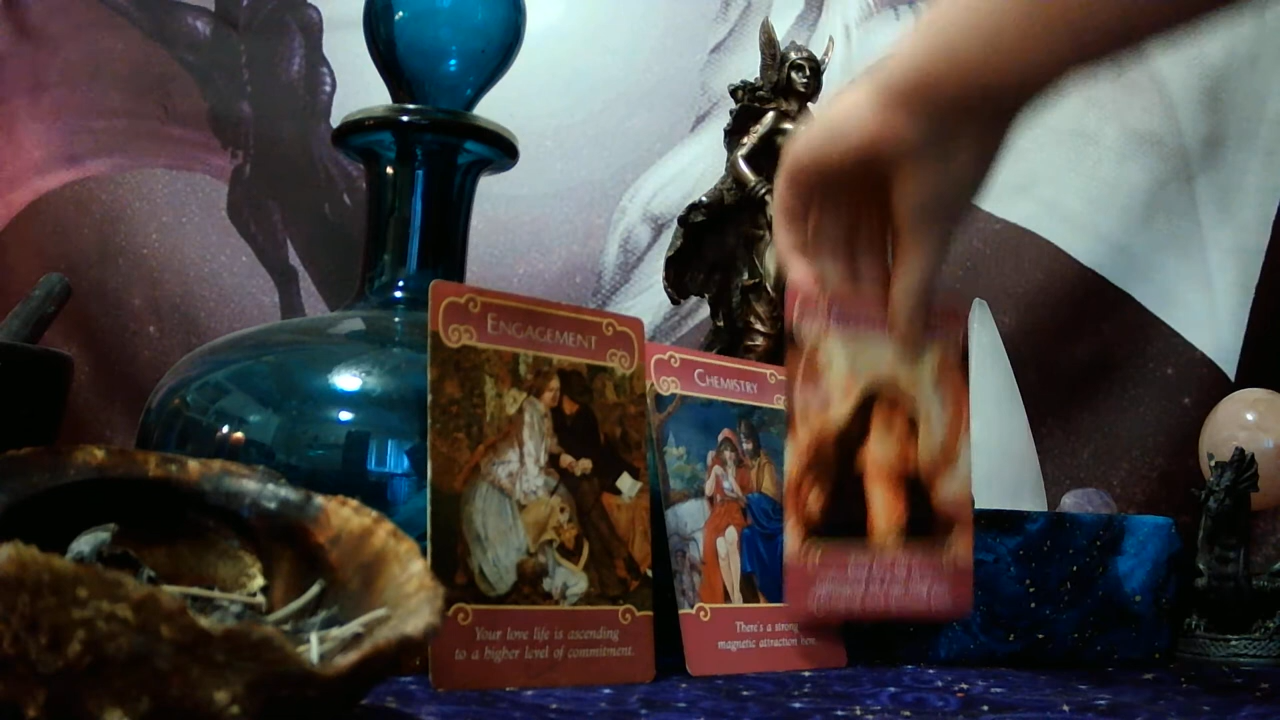 ENGAGEMENT
Your love life is ascending
to a higher level of commitment.
CHEMISTRY
There's a strong
magnetic attraction here.